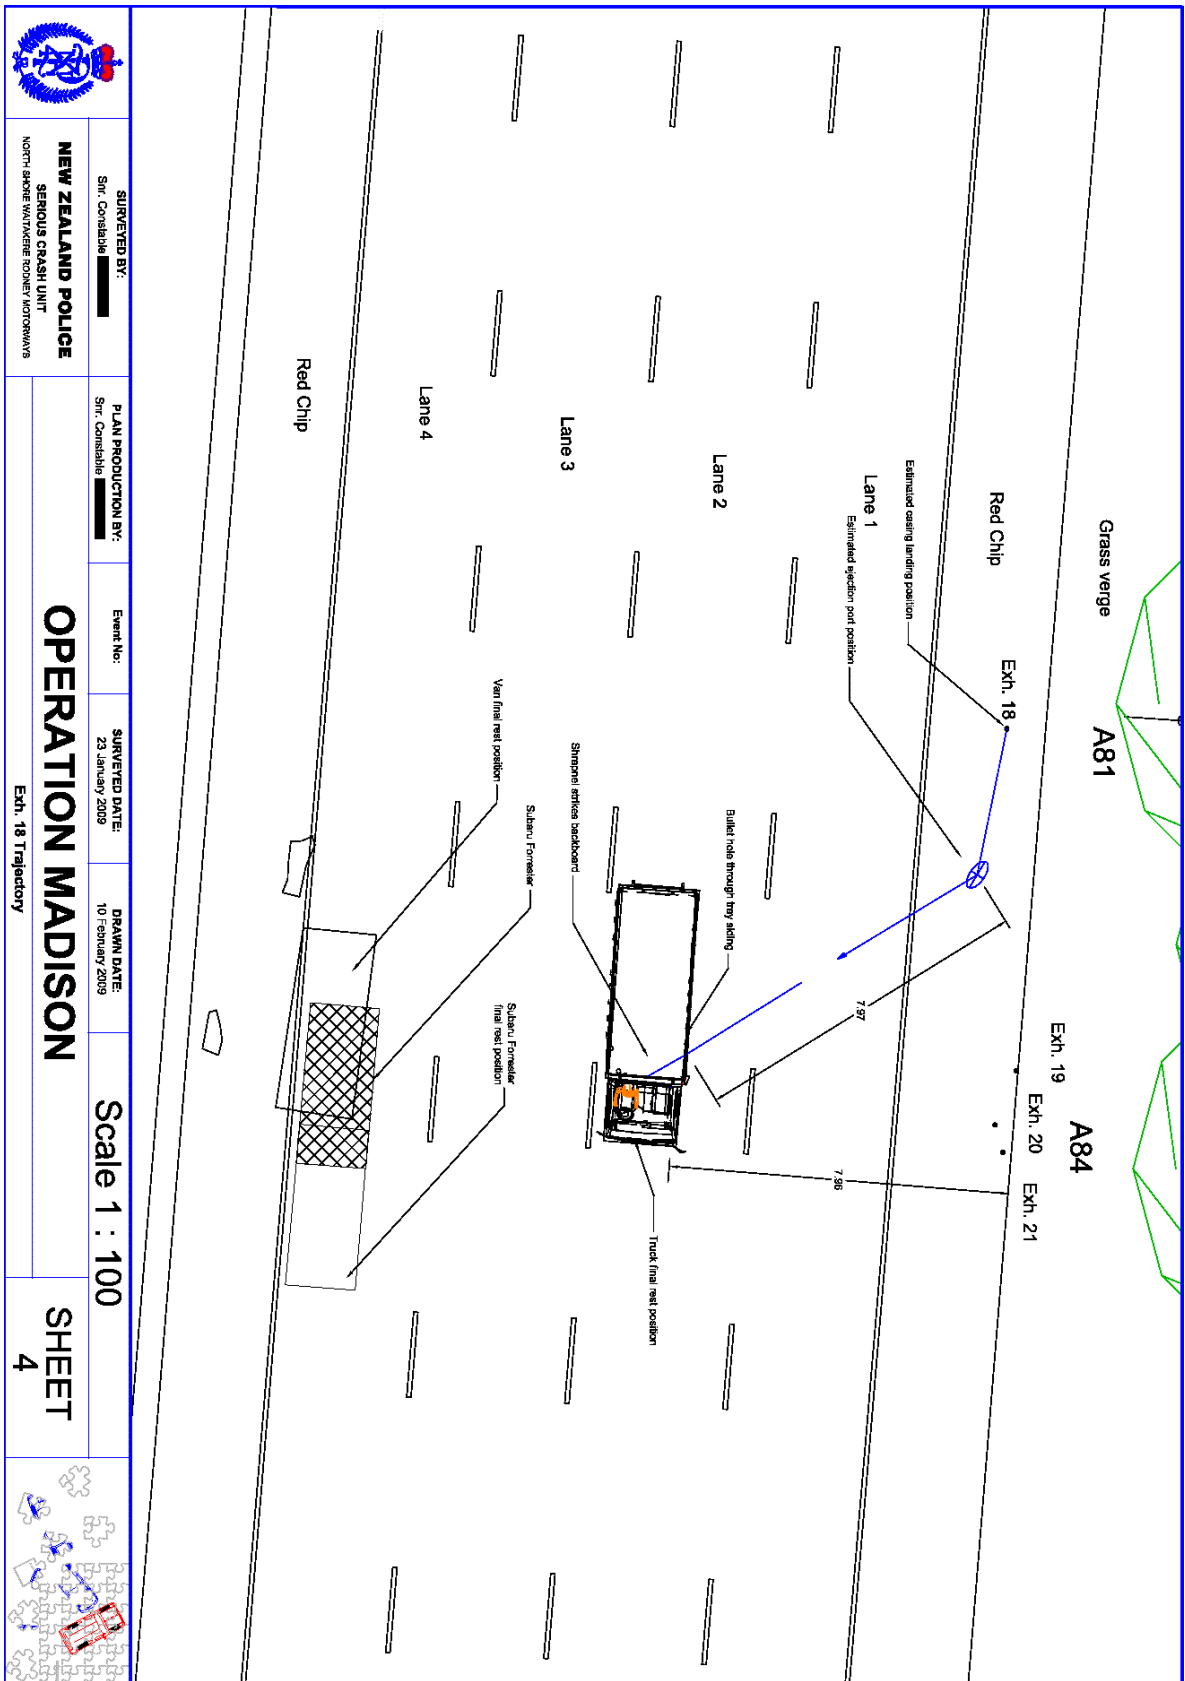 Grass verge
A81
Exh. 19
A84
Exh. 20
Exh. 21
Red Chip
Exh. 18
Estimated casing landing position
Lane 1
Estimated ejection port position
7.97
7.96
Lane 2
Bullet hole through tray siding
Truck final rest position
Lane 3
Shrapnel strikes backboard
Subaru Forrester
Subaru Forrester
final rest position
Van final rest position
Lane 4
Red Chip
NEW ZEALAND POLICE
SERIOUS CRASH UNIT
NORTH SHORE WAITAKERE RODNEY MOTORWAYS
SURVEYED BY:
Snr. Constable
PLAN PRODUCTION BY:
Snr. Constable
Event No:
SURVEYED DATE:
23 January 2009
DRAWN DATE:
10 February 2009
Scale 1 : 100
OPERATION MADISON
Exh. 18 Trajectory
SHEET
4